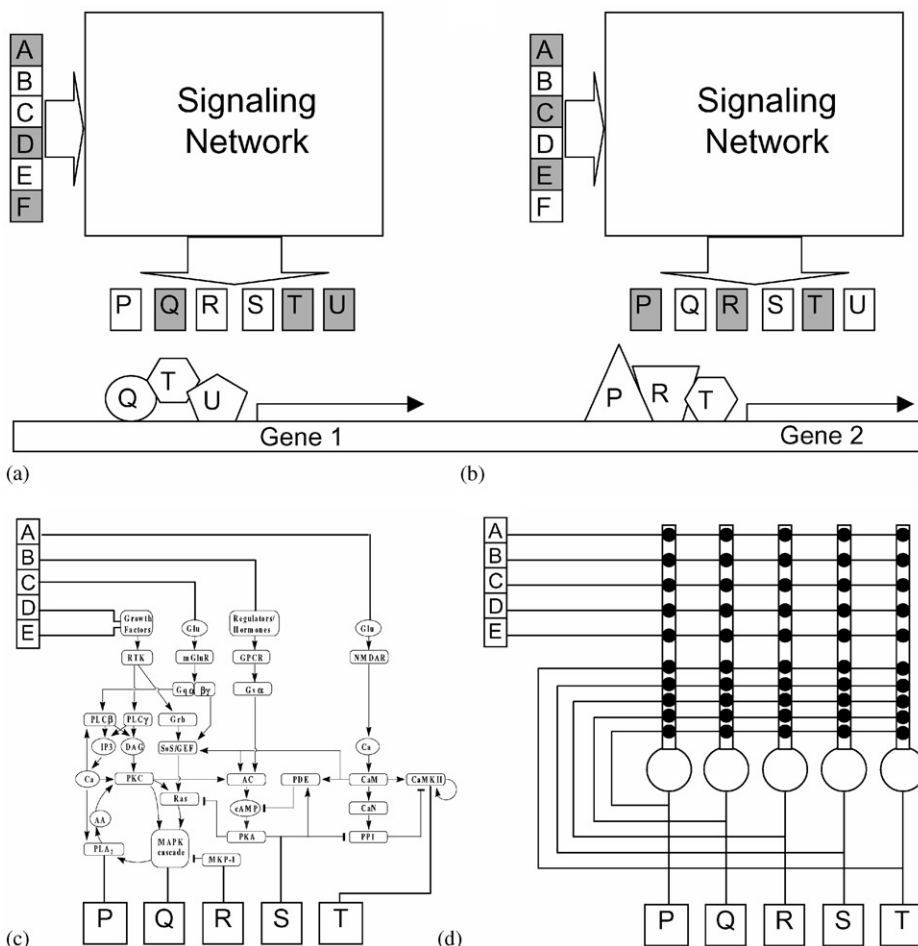 A
B
C
D
E
F
Signaling
Network
P Q R S T U
Q T U
Gene 1
(a)
A
B
C
D
E
F
Signaling
Network
P Q R S T U
P R T
Gene 2
(b)
A
B
C
D
E
Growth
Factors
Glu
Regulators/
Hormones
Glu
RTK
mGluR
GPCR
NMDAR
Gqα βγ
Gsα
PLCβ
PLCγ
Grb
IP3
DAG
SoS/GEF
Ca
Ca
PKC
AC
PDE
CaM
CaMKII
Ras
cAMP
CaN
AA
PKA
PP1
PLA2
MAPK
cascade
MKP-1
P Q R S T
(c)
A
B
C
D
E
P Q R S T
(d)